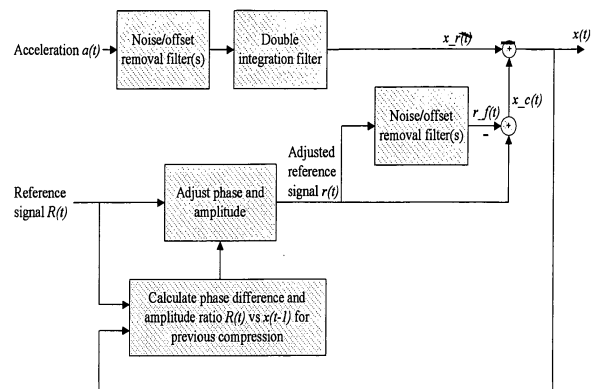 Acceleration a(t)
Noise/offset
removal filter(s)
Double
integration filter
x_r(t)
+
x(t)
x_c(t)
Noise/offset
removal filter(s)
r_f(t)
+
-
Adjusted
reference
signal r(t)
Reference
signal R(t)
Adjust phase and
amplitude
Calculate phase difference and
amplitude ratio R(t) vs x(t-1) for
previous compression